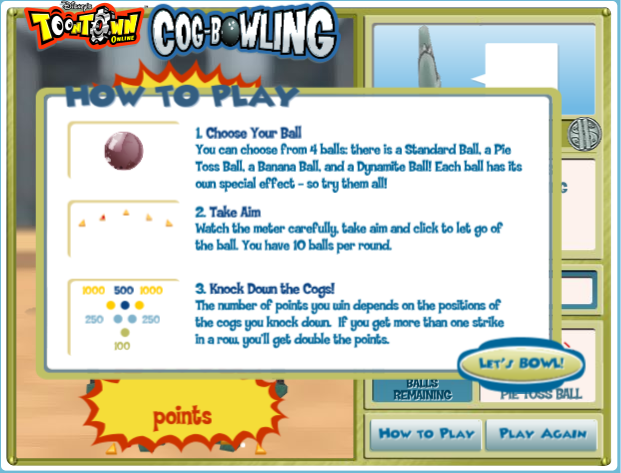 Disney's
TOONTOWN
ONLINE
COG-BOWLING
HOW TO PLAY
1. Choose Your Ball
You can choose from 4 balls: there is a Standard Ball, a Pie
Toss Ball, a Banana Ball, and a Dynamite Ball! Each ball has its
own special effect - so try them all!
2. Take Aim
Watch the meter carefully, take aim and click to let go of
the ball. You have 10 balls per round.
3. Knock Down the Cogs!
The number of points you win depends on the positions of
the cogs you knock down. If you get more than one strike
in a row, you'll get double the points.
1000 500 1000
250 250
100
LET'S BOWL!
points
BALLS
REMAINING
PIE TOSS BALL
HOW TO PLAY
PLAY AGAIN